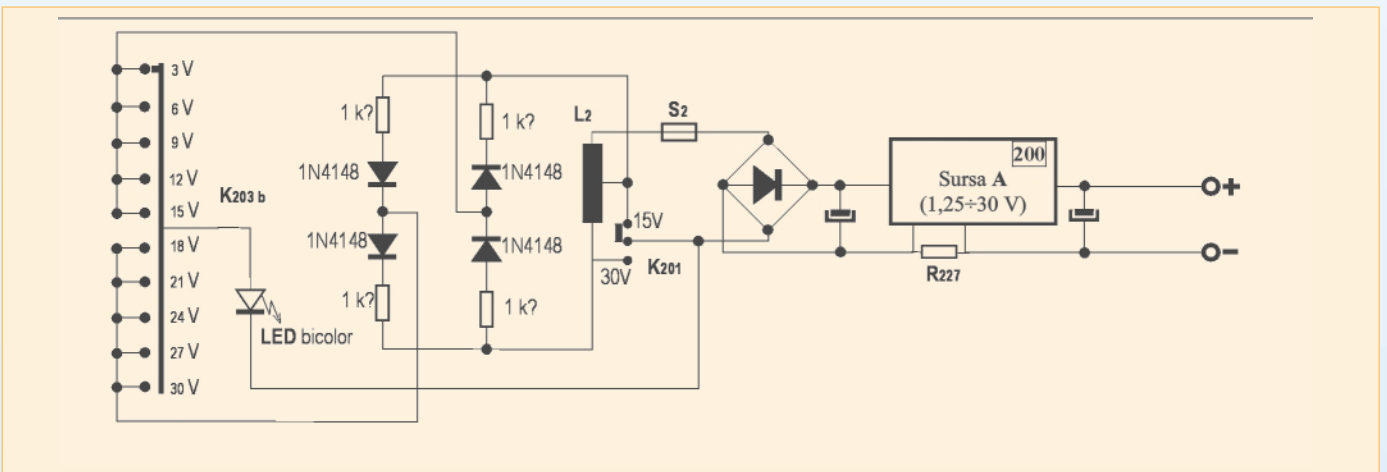 3 V
6 V
9 V
12 V
15 V
18 V
21 V
24 V
27 V
30 V
K203 b
LED bicolor
1 k?
1N4148
1N4148
1 k?
1 k?
1N4148
1N4148
1 k?
L2
S2
15V
30V
K201
200
Sursa A
(1,25÷30 V)
R227
+
−